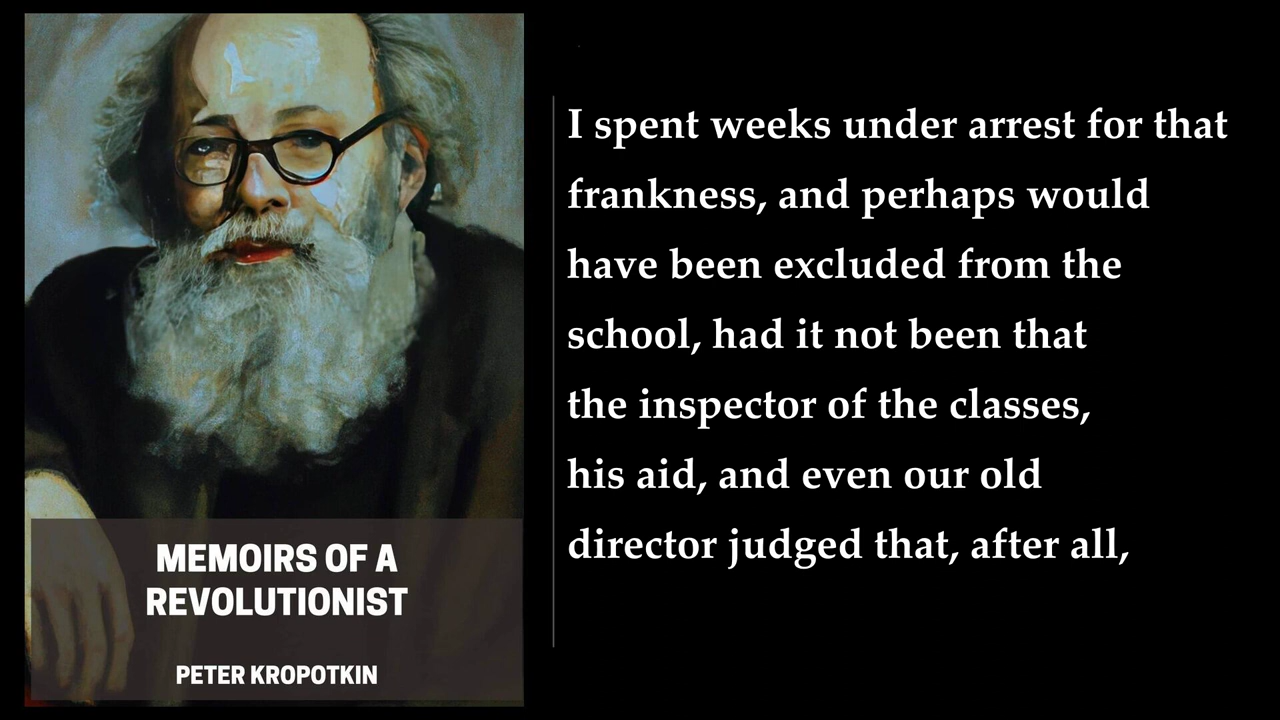 MEMOIRS OF A
REVOLUTIONIST
PETER KROPOTKIN
I spent weeks under arrest for that
frankness, and perhaps would
have been excluded from the
school, had it not been that
the inspector of the classes,
his aid, and even our old
director judged that, after all,